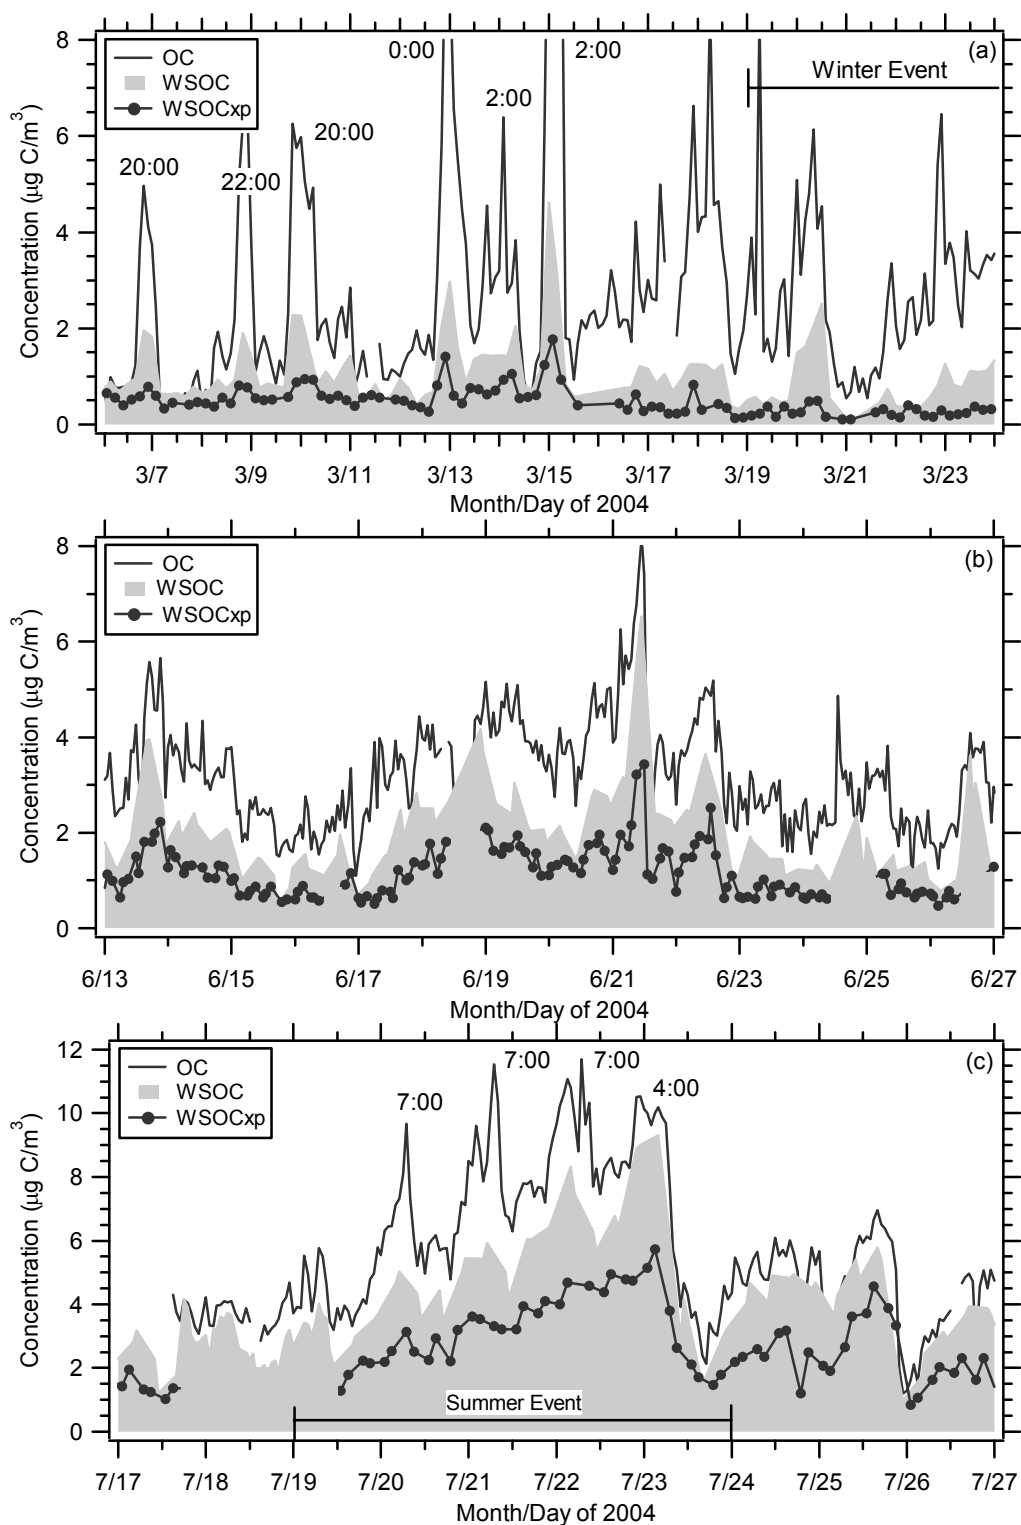 8
6
4
2
0
Concentration (µg C/m³)
OC
WSOC
WSOCxp
(a)
0:00
2:00
Winter Event
2:00
20:00
20:00
22:00
3/7
3/9
3/11
3/13
3/15
3/17
3/19
3/21
3/23
Month/Day of 2004
8
6
4
2
0
Concentration (µg C/m³)
OC
WSOC
WSOCxp
(b)
6/13
6/15
6/17
6/19
6/21
6/23
6/25
6/27
Month/Day of 2004
12
10
8
6
4
2
0
Concentration (µg C/m³)
OC
WSOC
WSOCxp
(c)
7:00
7:00
7:00
4:00
Summer Event
7/17
7/18
7/19
7/20
7/21
7/22
7/23
7/24
7/25
7/26
7/27
Month/Day of 2004